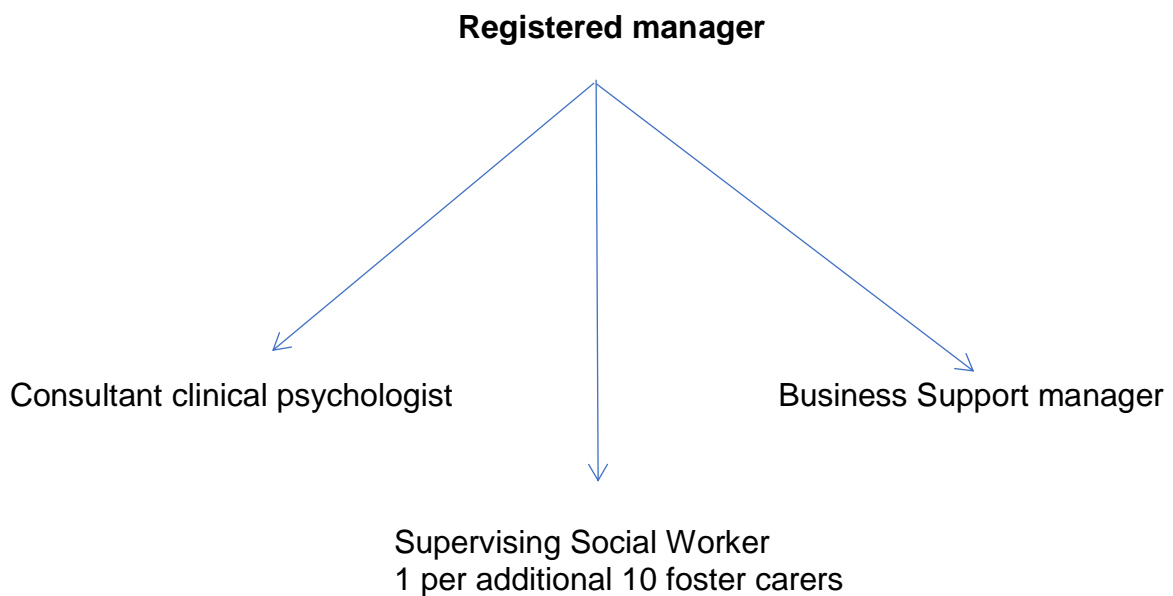 Registered manager
Consultant clinical psychologist
Business Support manager
Supervising Social Worker
1 per additional 10 foster carers